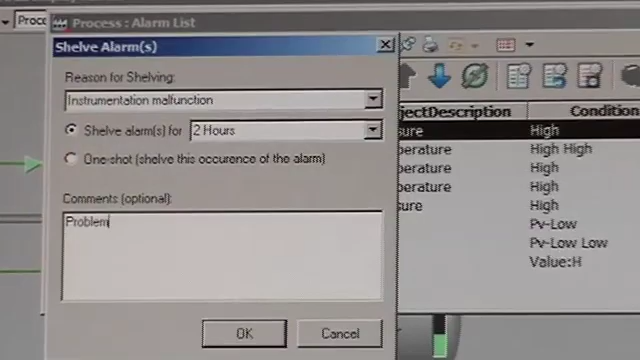 Process : Alarm List
Shelve Alarm(s)
Reason for Shelving:
Instrumentation malfunction
Shelve alarm(s) for 2 Hours
One-shot (shelve this occurence of the alarm)
Comments (optional):
Problem
OK Cancel
jectDescription Condition
sure High
perature High High
perature High
perature High
sure High
Pv-Low
Pv-Low Low
Value:H